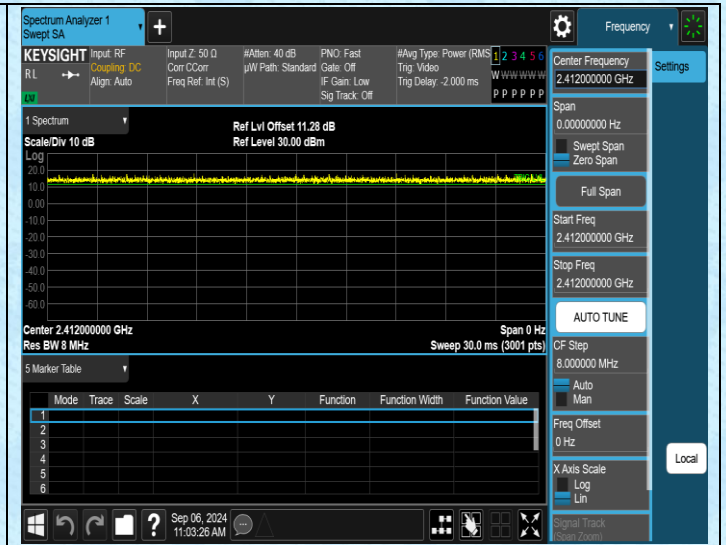 Spectrum Analyzer 1
Swept SA
+
Frequency
KEYSIGHT
RL
LXI
Input: RF
Coupling: DC
Align: Auto
Input Z: 50 Ω
Corr CCorr
Freq Ref: Int (S)
#Atten: 40 dB
µW Path: Standard
PNO: Fast
Gate: Off
IF Gain: Low
Sig Track: Off
#Avg Type: Power (RMS
Trig: Video
Trig Delay: -2.000 ms
1 2 3 4 5 6
W W W W W W
P P P P P P
Center Frequency
2.412000000 GHz
Settings
Span
0.00000000 Hz
Swept Span
Zero Span
Full Span
Start Freq
2.412000000 GHz
Stop Freq
2.412000000 GHz
AUTO TUNE
CF Step
8.000000 MHz
Auto
Man
Freq Offset
0 Hz
X Axis Scale
Log
Lin
Signal Track
(Span Zoom)
Local
1 Spectrum
Scale/Div 10 dB
Ref Lvl Offset 11.28 dB
Ref Level 30.00 dBm
Log
20.0
10.0
0.00
-10.0
-20.0
-30.0
-40.0
-50.0
-60.0
Center 2.412000000 GHz
Res BW 8 MHz
Span 0 Hz
Sweep 30.0 ms (3001 pts)
5 Marker Table
Mode Trace Scale X Y Function Function Width Function Value
1
2
3
4
5
6
?
Sep 06, 2024
11:03:26 AM